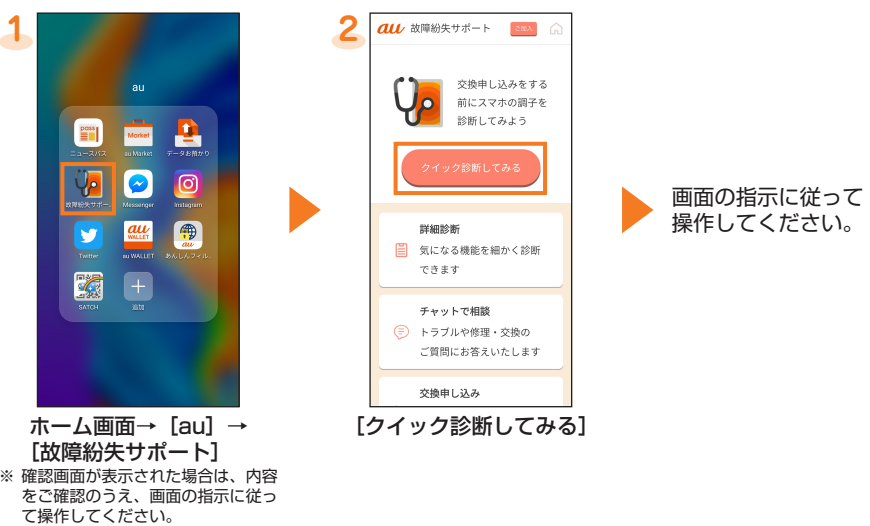 1
au
pass
ニュースパス
Market
au Market
データお預かり
故障紛失サポー...
Messenger
Instagram
Twitter
au
WALLET
au WALLET
au
あんしんフィル...
SATCH
追加
ホーム画面→［au］→
［故障紛失サポート］
※ 確認画面が表示された場合は、内容
をご確認のうえ、画面の指示に従っ
て操作してください。
2
au 故障紛失サポート
ご加入
交換申し込みをする
前にスマホの調子を
診断してみよう
クイック診断してみる
詳細診断
気になる機能を細かく診断
できます
チャットで相談
トラブルや修理・交換の
ご質問にお答えいたします
交換申し込み
［クイック診断してみる］
画面の指示に従って
操作してください。